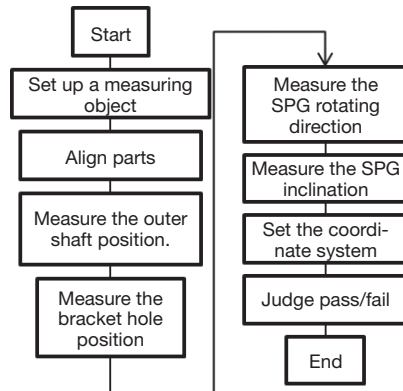 Start
Set up a measuring
object
Align parts
Measure the outer
shaft position.
Measure the
bracket hole
position
Measure the
SPG rotating
direction
Measure the SPG
inclination
Set the coordi-
nate system
Judge pass/fail
End